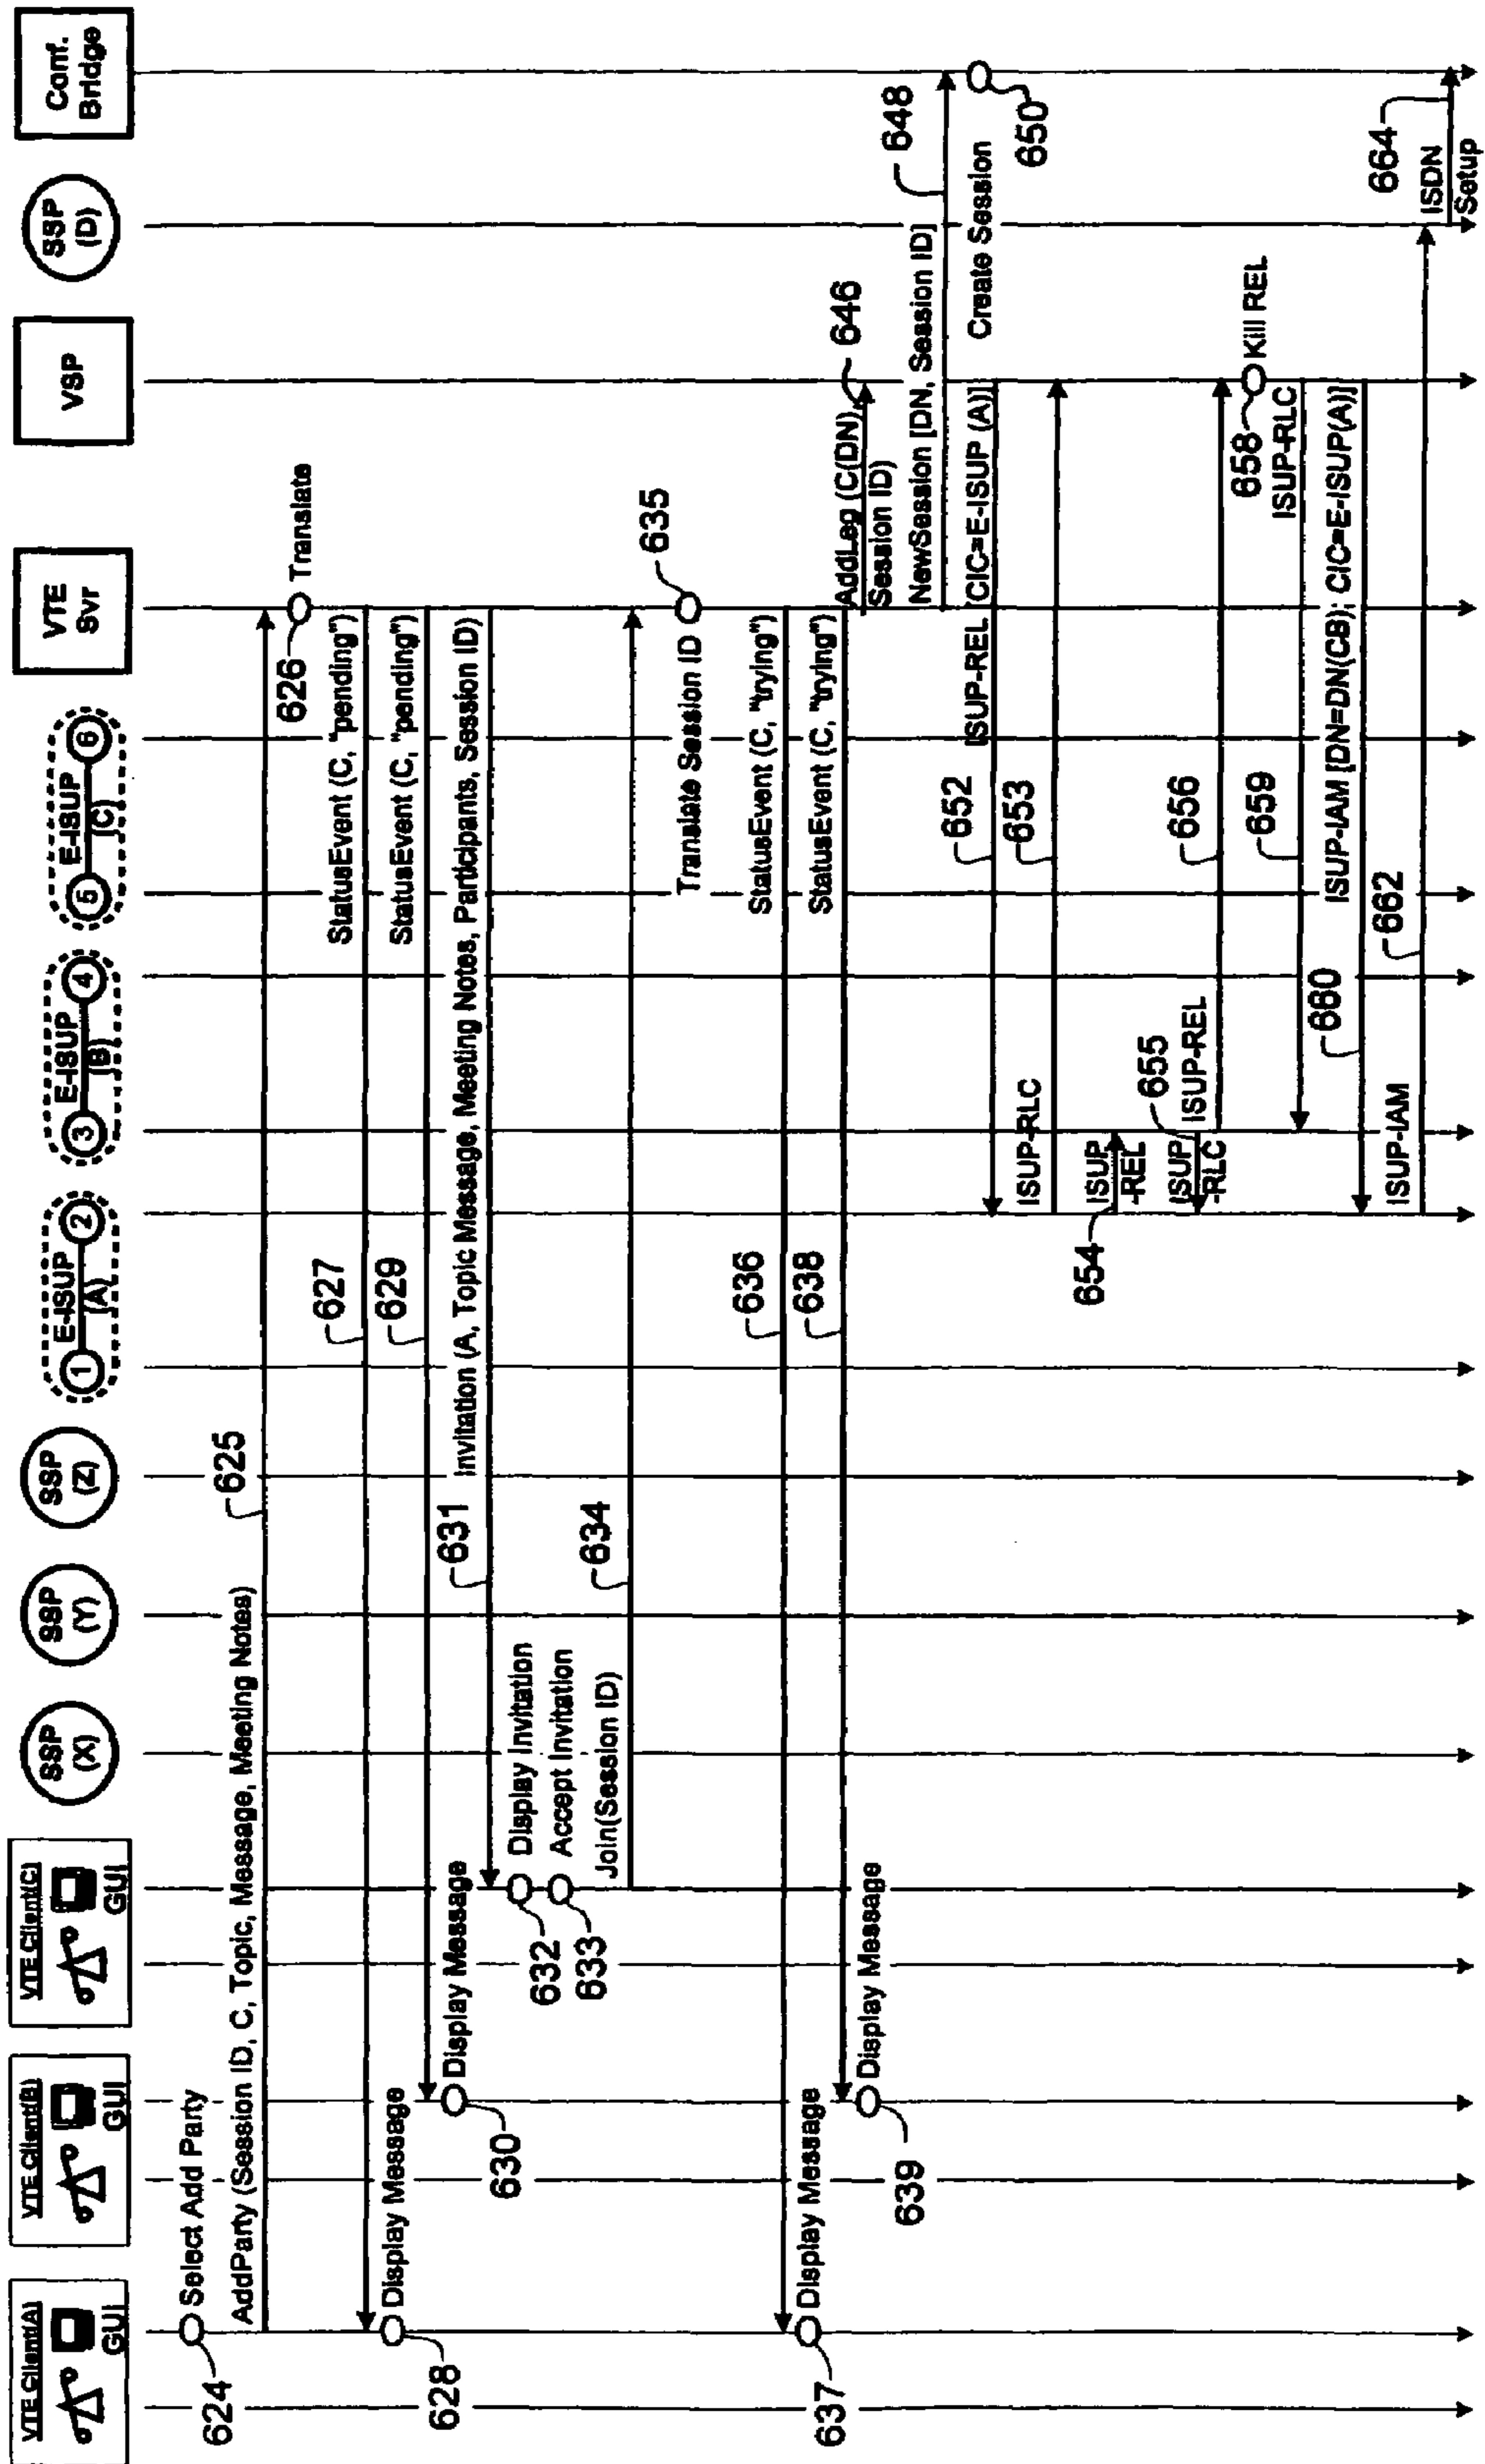 VTE Client(A)
GUI
VTE Client(B)
GUI
VTE Client(C)
GUI
SSP
(X)
SSP
(Y)
SSP
(Z)
1
E-ISUP
(A)
2
3
E-ISUP
(B)
4
5
E-ISUP
(C)
6
VTE
Svr
VSP
SSP
(D)
Conf.
Bridge
624
Select Add Party
AddParty (Session ID, C, Topic, Message, Meeting Notes)
625
626
Translate
627
StatusEvent (C, "pending")
628
Display Message
629
StatusEvent (C, "pending")
630
Display Message
631
Invitation (A, Topic Message, Meeting Notes, Participants, Session ID)
632
Display Invitation
633
Accept Invitation
Join(Session ID)
634
Translate Session ID
635
636
StatusEvent (C, "trying")
637
Display Message
638
StatusEvent (C, "trying")
639
Display Message
AddLeg (C(DN),
Session ID)
646
NewSession [DN, Session ID]
648
Create Session
650
652
ISUP-REL [CIC=E-ISUP (A)]
ISUP-RLC
653
654
ISUP
-REL
655
ISUP
-RLC
ISUP-REL
656
658
Kill REL
659
ISUP-RLC
660
ISUP-IAM [DN=DN(CB); CIC=E-ISUP(A)]
ISUP-IAM
662
664
ISDN
Setup